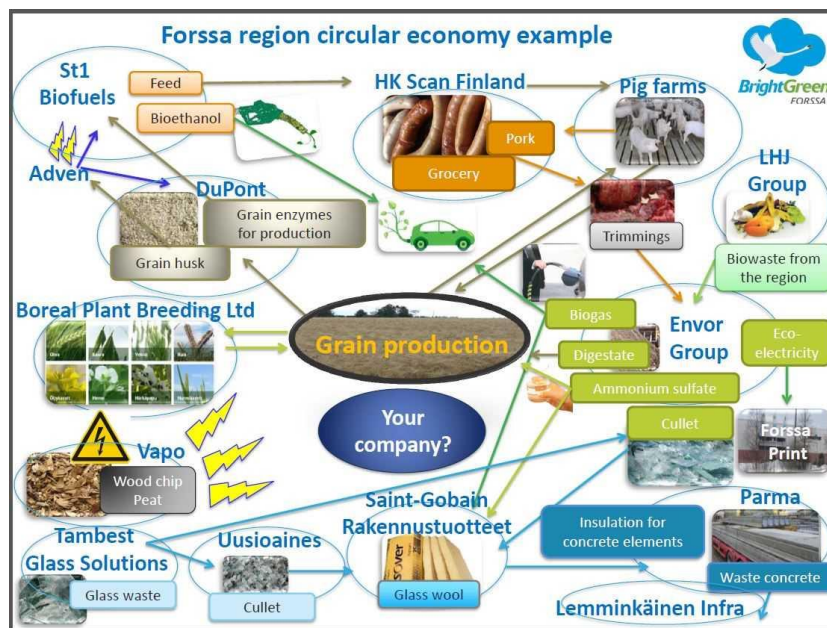 Forssa region circular economy example
BrightGreen
FORSSA
St1
Biofuels
Feed
Bioethanol
HK Scan Finland
Pork
Grocery
Pig farms
Adven
DuPont
Grain enzymes
for production
Grain husk
Trimmings
LHJ
Group
Biowaste from
the region
Boreal Plant Breeding Ltd
Grain production
Biogas
Digestate
Ammonium sulfate
Envor
Group
Eco-
electricity
Your
company?
Cullet
Forssa
Print
Vapo
Wood chip
Peat
Saint-Gobain
Rakennustuotteet
sover
Glass wool
Insulation for
concrete elements
Parma
Waste concrete
Tambest
Glass Solutions
Glass waste
Uusioaines
Cullet
Lemminkäinen Infra